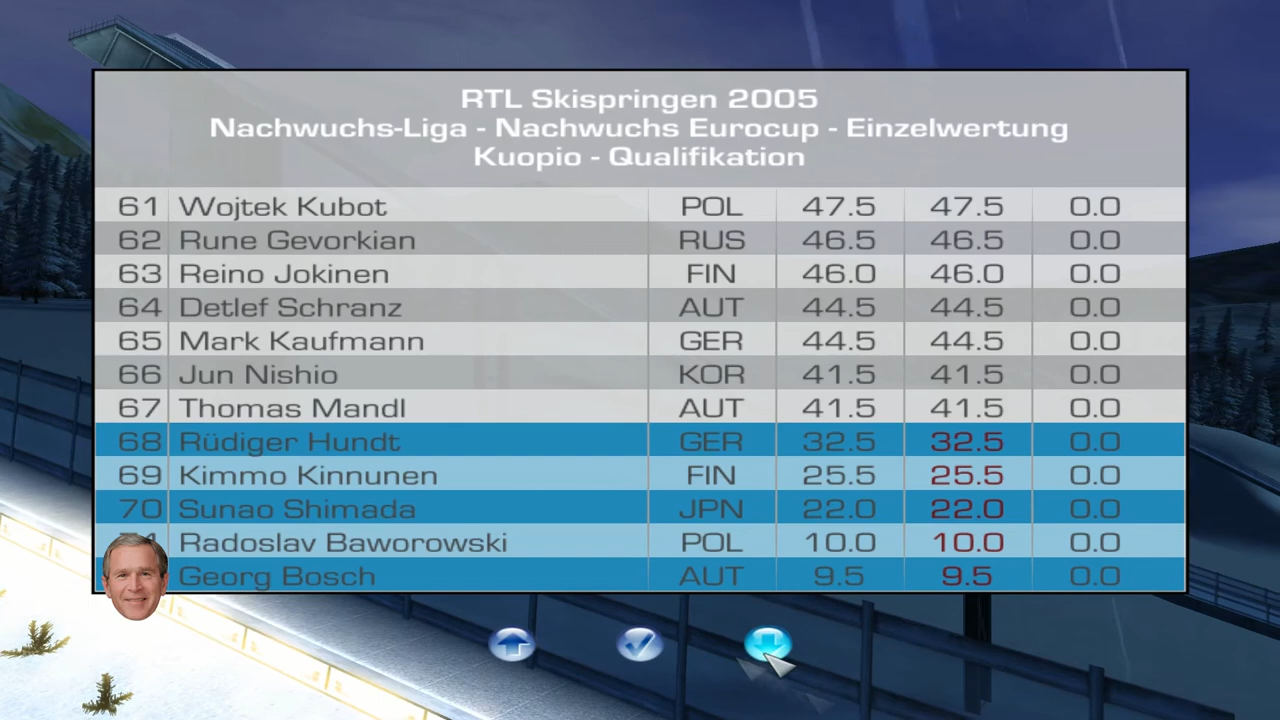 RTL Skispringen 2005
Nachwuchs-Liga - Nachwuchs Eurocup - Einzelwertung
Kuopio - Qualifikation
61 Wojtek Kubot POL 47.5 47.5 0.0
62 Rune Gevorkian RUS 46.5 46.5 0.0
63 Reino Jokinen FIN 46.0 46.0 0.0
64 Detlef Schranz AUT 44.5 44.5 0.0
65 Mark Kaufmann GER 44.5 44.5 0.0
66 Jun Nishio KOR 41.5 41.5 0.0
67 Thomas Mandl AUT 41.5 41.5 0.0
68 Rüdiger Hundt GER 32.5 32.5 0.0
69 Kimmo Kinnunen FIN 25.5 25.5 0.0
70 Sunao Shimada JPN 22.0 22.0 0.0
Radoslav Baworowski POL 10.0 10.0 0.0
Georg Bosch AUT 9.5 9.5 0.0